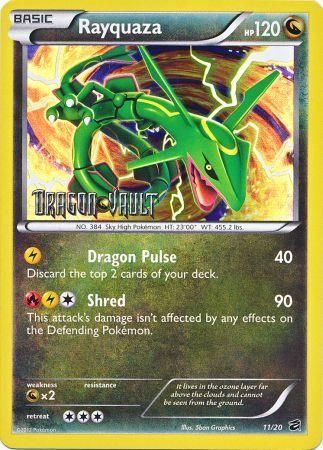 BASIC
Rayquaza
HP120
DRAGON VAULT
NO. 384 Sky High Pokémon HT: 23'00" WT: 455.2 lbs.
Dragon Pulse 40
Discard the top 2 cards of your deck.
Shred 90
This attack's damage isn't affected by any effects on
the Defending Pokémon.
weakness resistance
×2
retreat
It lives in the ozone layer far
above the clouds and cannot
be seen from the ground.
©2012 Pokémon
Illus. 5ban Graphics
11/20